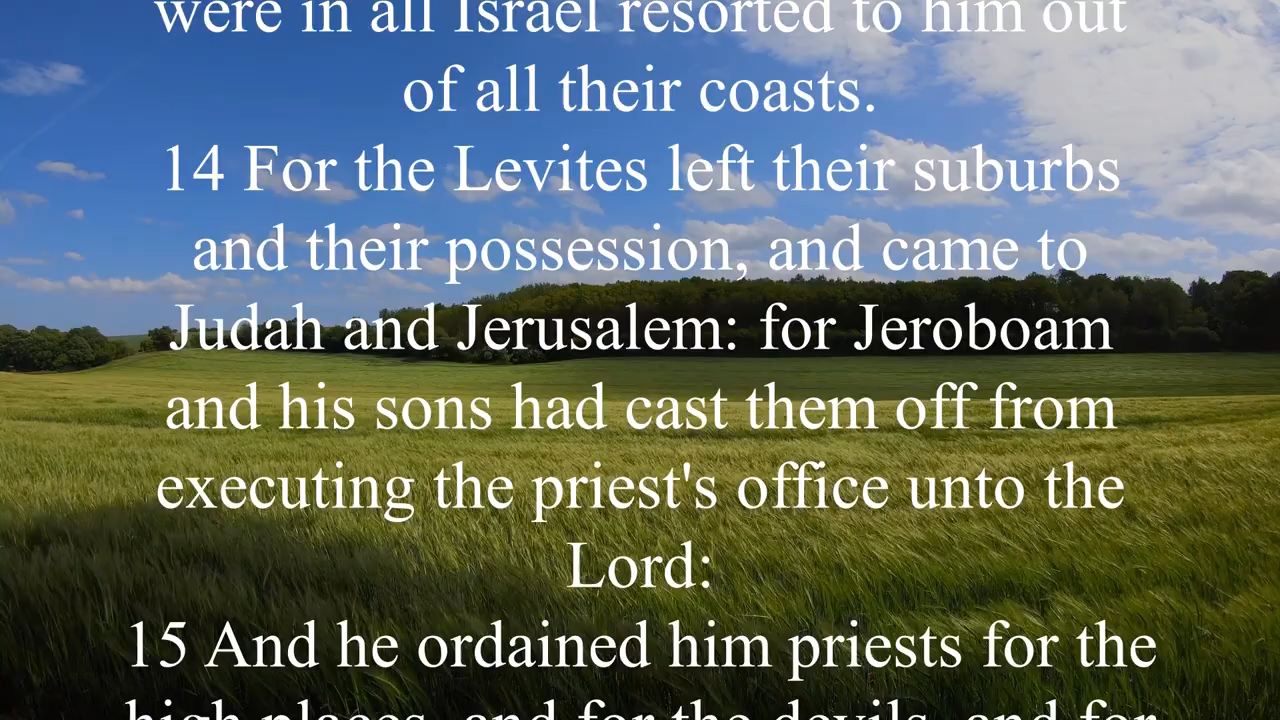 were in all Israel resorted to him out
of all their coasts.
14 For the Levites left their suburbs
and their possession, and came to
Judah and Jerusalem: for Jeroboam
and his sons had cast them off from
executing the priest's office unto the
Lord:
15 And he ordained him priests for the
high places, and for the devils, and for